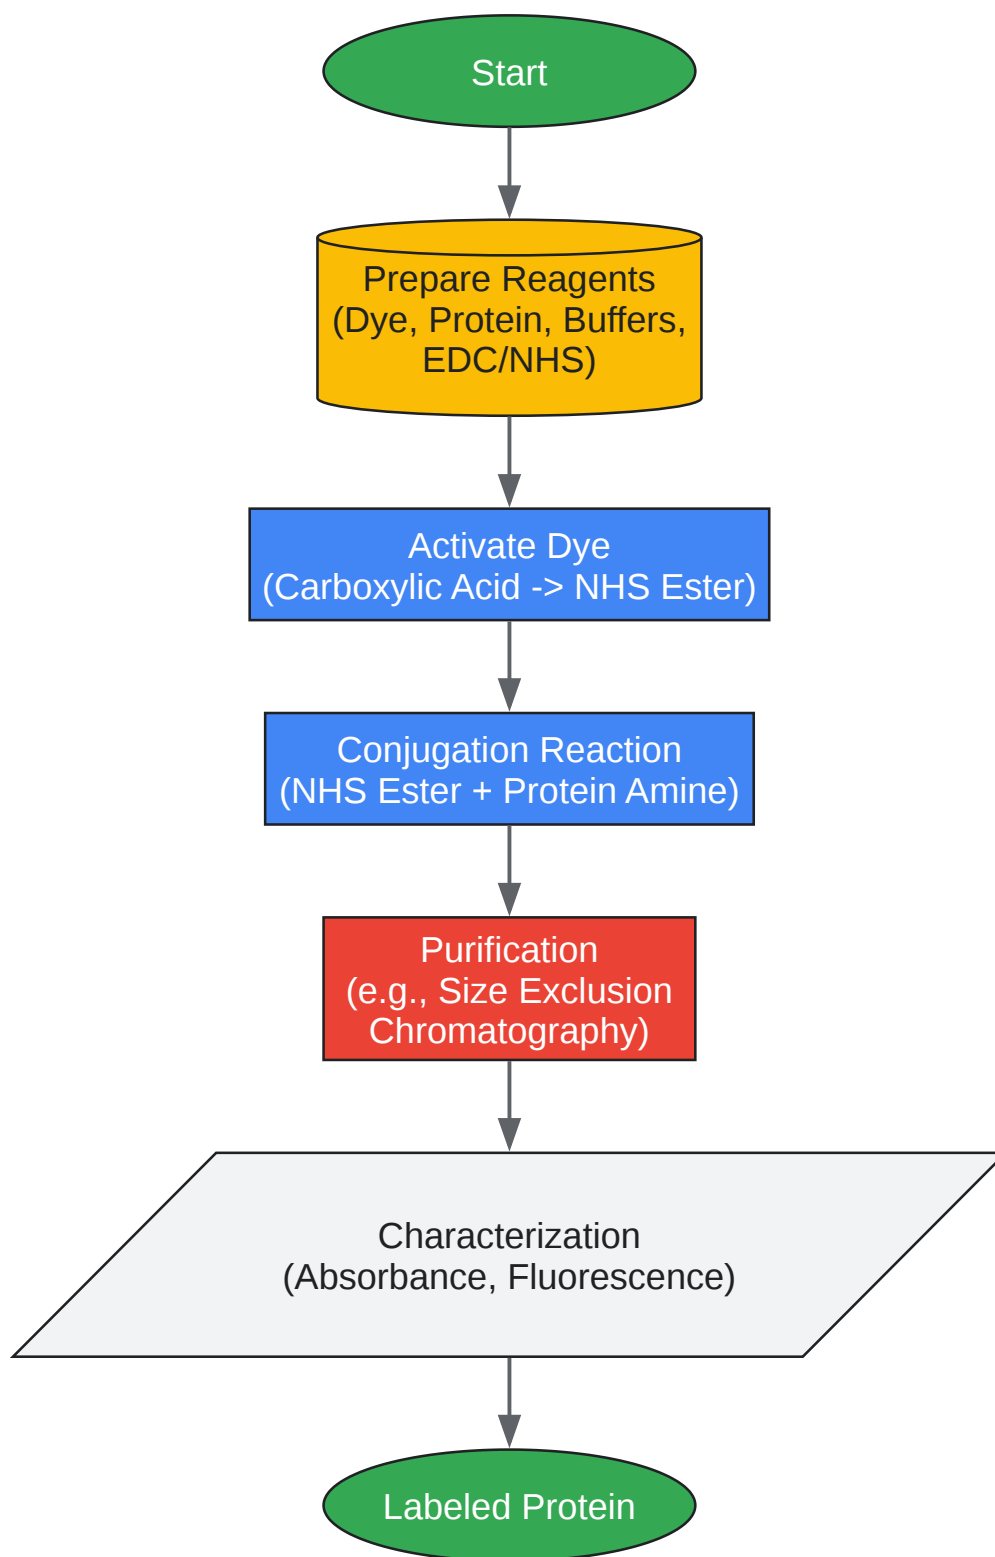 Start
Prepare Reagents
(Dye, Protein, Buffers,
EDC/NHS)
Activate Dye
(Carboxylic Acid -> NHS Ester)
Conjugation Reaction
(NHS Ester + Protein Amine)
Purification
(e.g., Size Exclusion
Chromatography)
Characterization
(Absorbance, Fluorescence)
Labeled Protein